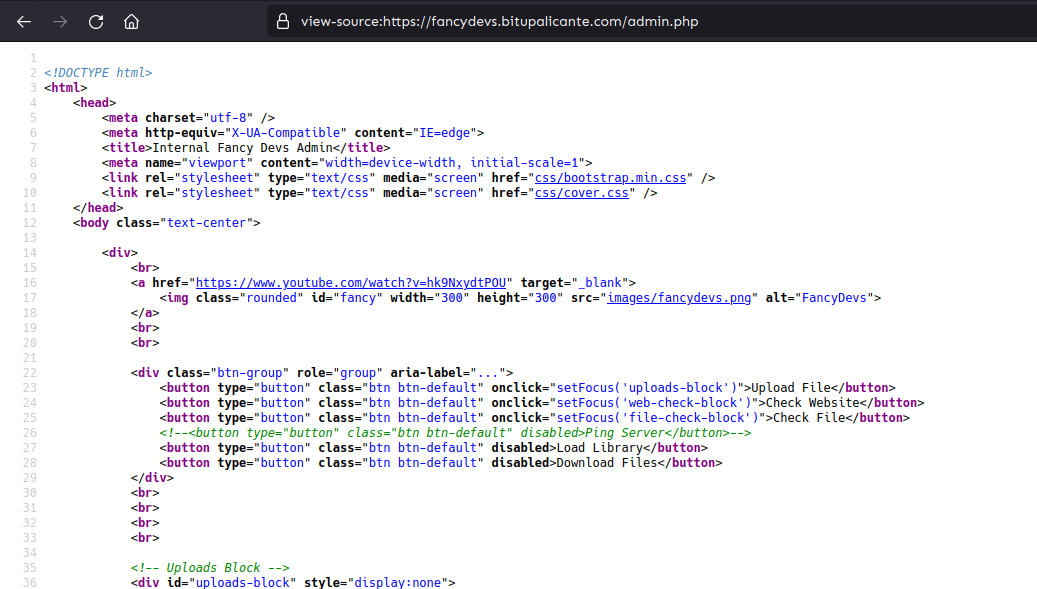 view-source:https://fancydevs.bitupalicante.com/admin.php
1
2 <!DOCTYPE html>
3 <html>
4 <head>
5 <meta charset="utf-8" />
6 <meta http-equiv="X-UA-Compatible" content="IE=edge">
7 <title>Internal Fancy Devs Admin</title>
8 <meta name="viewport" content="width=device-width, initial-scale=1">
9 <link rel="stylesheet" type="text/css" media="screen" href="css/bootstrap.min.css" />
10 <link rel="stylesheet" type="text/css" media="screen" href="css/cover.css" />
11 </head>
12 <body class="text-center">
13
14 <div>
15 <br>
16 <a href="https://www.youtube.com/watch?v=hk9NxydtPOU" target="_blank">
17 <img class="rounded" id="fancy" width="300" height="300" src="images/fancydevs.png" alt="FancyDevs">
18 </a>
19 <br>
20 <br>
21
22 <div class="btn-group" role="group" aria-label="...">
23 <button type="button" class="btn btn-default" onclick="setFocus('uploads-block')">Upload File</button>
24 <button type="button" class="btn btn-default" onclick="setFocus('web-check-block')">Check Website</button>
25 <button type="button" class="btn btn-default" onclick="setFocus('file-check-block')">Check File</button>
26 <!--<button type="button" class="btn btn-default" disabled>Ping Server</button>-->
27 <button type="button" class="btn btn-default" disabled>Load Library</button>
28 <button type="button" class="btn btn-default" disabled>Download Files</button>
29 </div>
30 <br>
31 <br>
32 <br>
33 <br>
34
35 <!-- Uploads Block -->
36 <div id="uploads-block" style="display:none">